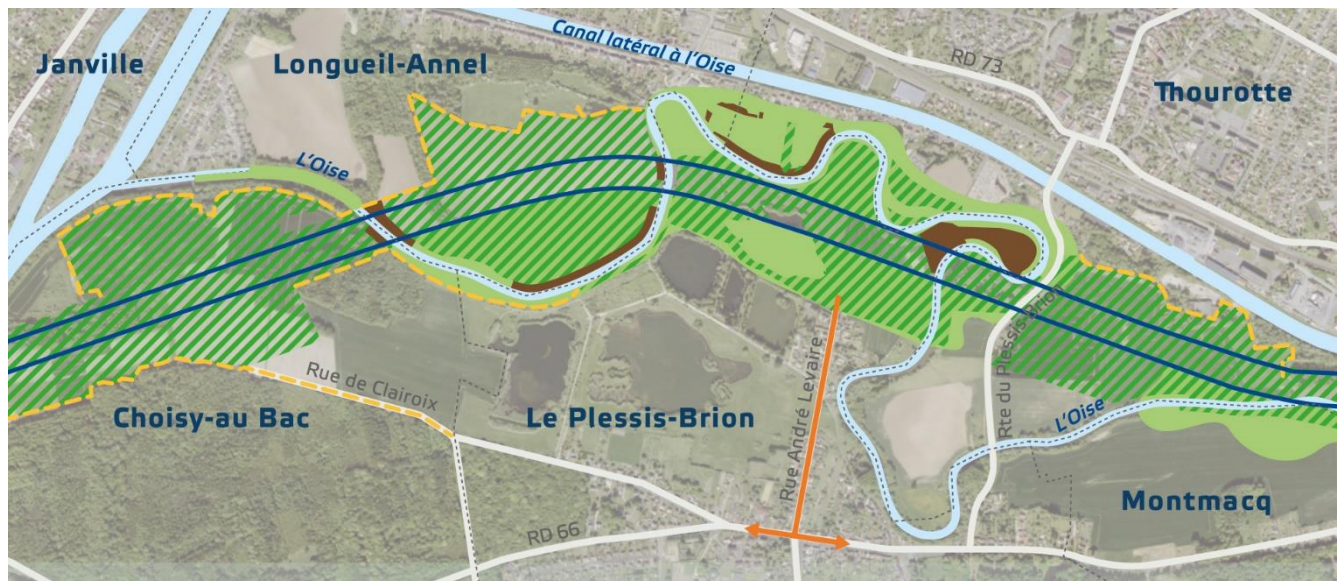 Canal latéral à l'Oise
Janville
Longueil-Annel
RD 73
Thourotte
L'Oise
Rue de Clairoix
Choisy-au Bac
Le Plessis-Brion
Rue André Levaire
Rte du Plessis-Brion
L'Oise
Montmacq
RD 66